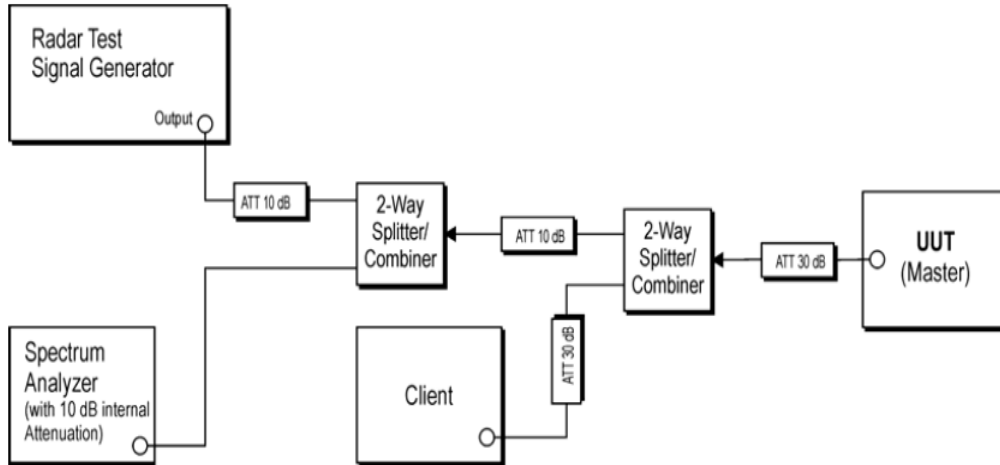 Radar Test
Signal Generator
Output
ATT 10 dB
2-Way
Splitter/
Combiner
ATT 10 dB
2-Way
Splitter/
Combiner
ATT 30 dB
UUT
(Master)
Spectrum
Analyzer
(with 10 dB internal
Attenuation)
Client
ATT 30 dB